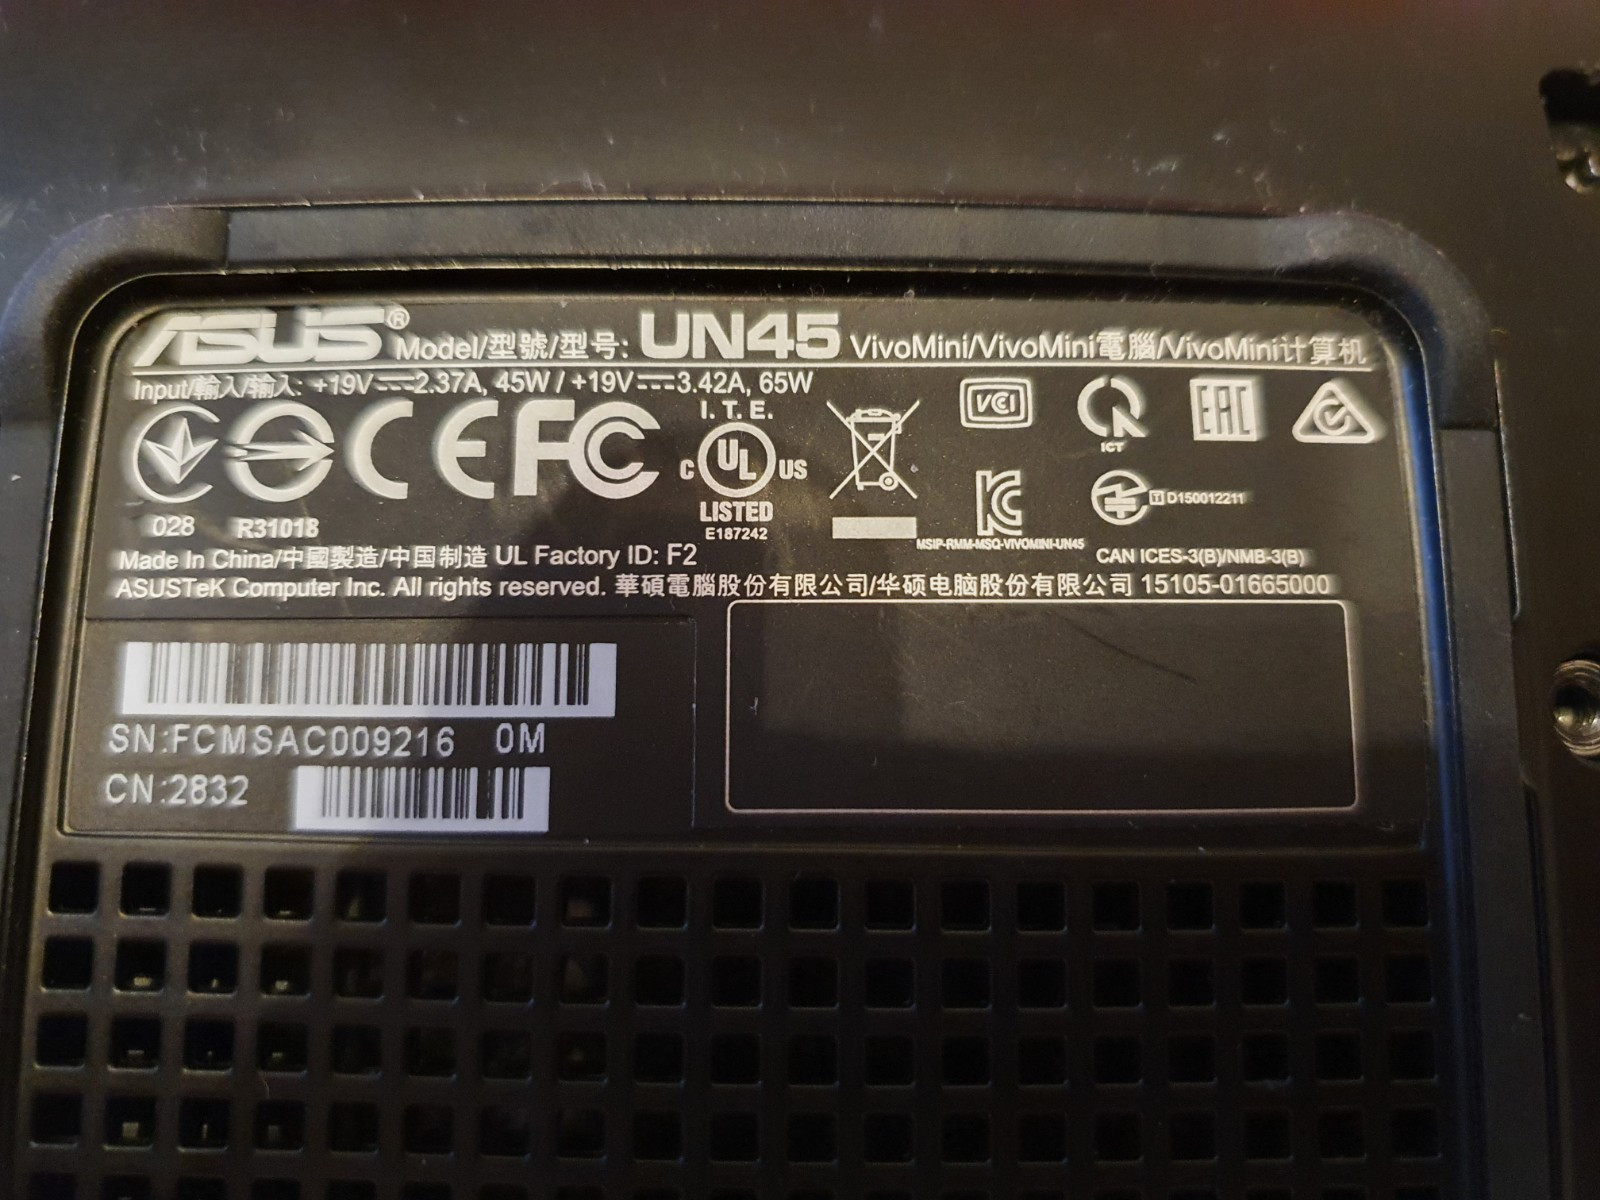 ASUS® Model/型號/型号: UN45 VivoMini/VivoMini電腦/VivoMini计算机
Input/輸入/输入: +19V⎓2.37A, 45W / +19V⎓3.42A, 65W
028
R31018
CE
FC
I.T.E.
C UL US
LISTED
E187242
VCCI
ICT
EAC
KC
MSIP-RMM-MSQ-VIVOMINI-UN45
T D150012211
CAN ICES-3(B)/NMB-3(B)
Made In China/中國製造/中国制造 UL Factory ID: F2
ASUSTeK Computer Inc. All rights reserved. 華碩電腦股份有限公司/华硕电脑股份有限公司 15105-01665000
SN:FCMSAC009216 0M
CN:2832